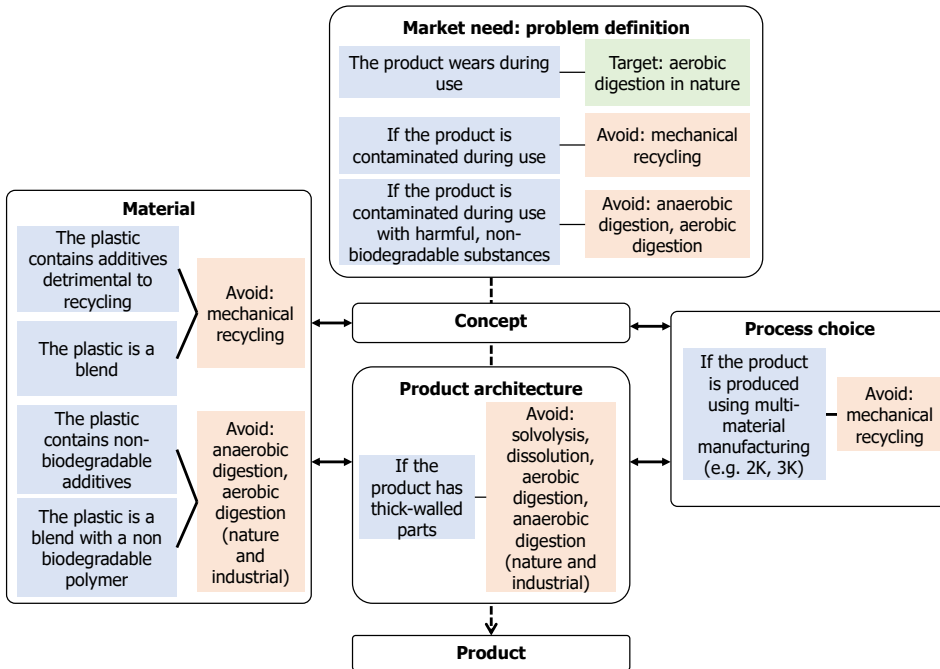 Market need: problem definition
The product wears during
use
Target: aerobic
digestion in nature
If the product is
contaminated during use
Avoid: mechanical
recycling
If the product is
contaminated during use
with harmful, non-
biodegradable substances
Avoid: anaerobic
digestion, aerobic
digestion
Material
The plastic
contains additives
detrimental to
recycling
The plastic is a
blend
Avoid:
mechanical
recycling
The plastic
contains non-
biodegradable
additives
The plastic is a
blend with a non
biodegradable
polymer
Avoid:
anaerobic
digestion,
aerobic
digestion
(nature
and
industrial)
Concept
Product architecture
If the
product has
thick-walled
parts
Avoid:
solvolysis,
dissolution,
aerobic
digestion,
anaerobic
digestion
(nature and
industrial)
Process choice
If the product
is produced
using multi-
material
manufacturing
(e.g. 2K, 3K)
Avoid:
mechanical
recycling
Product